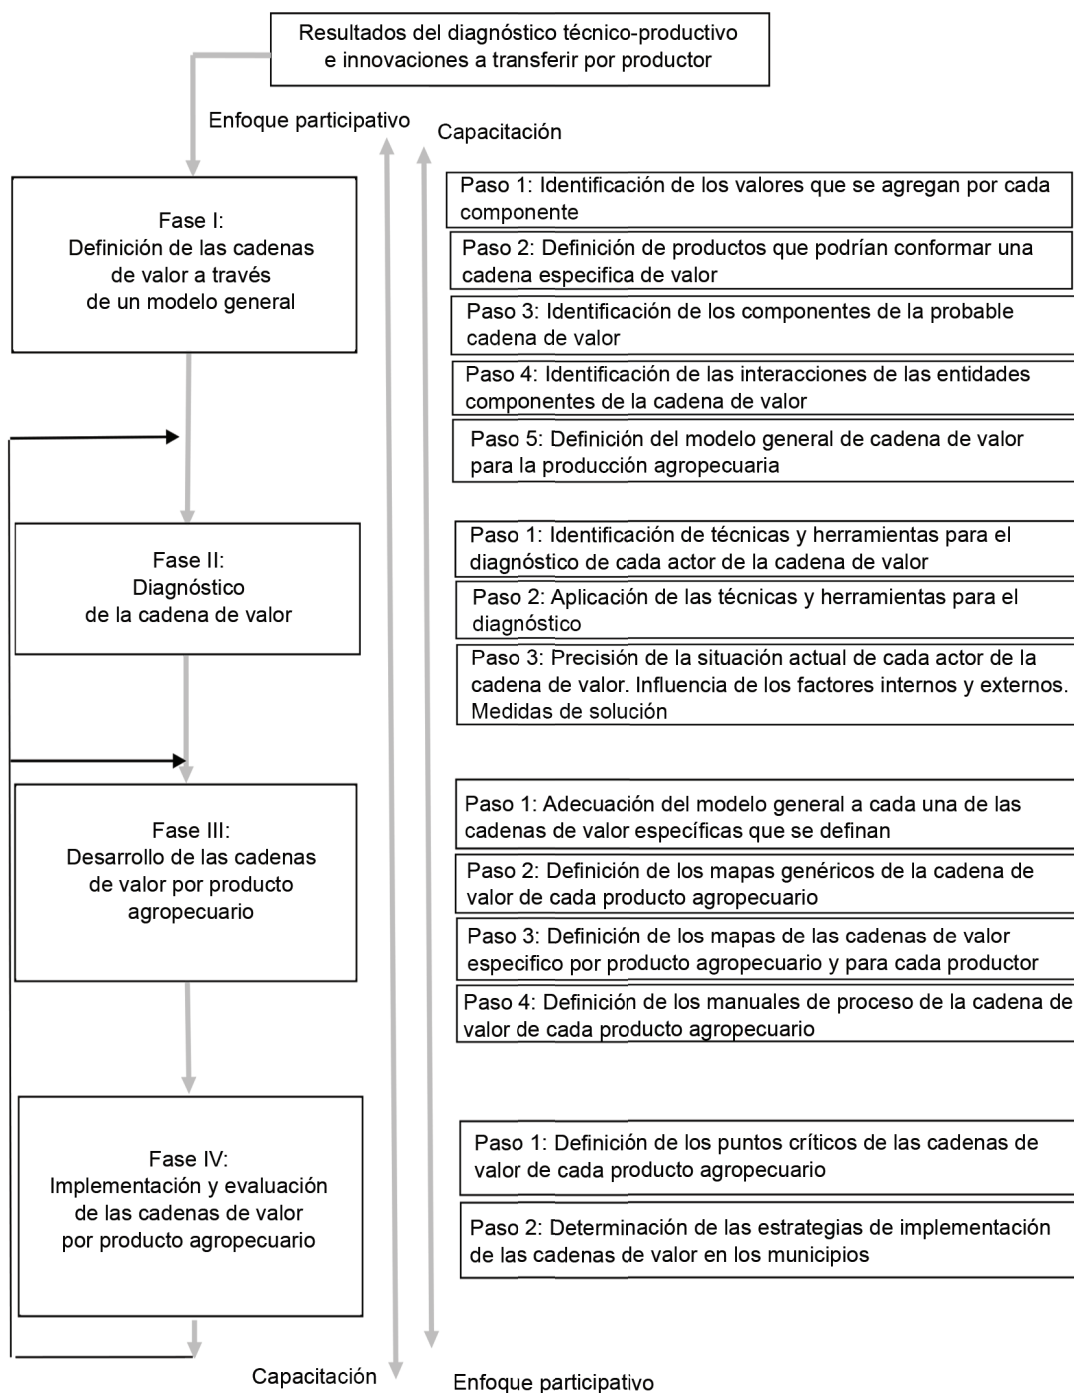 Resultados del diagnóstico técnico-productivo
e innovaciones a transferir por productor
Enfoque participativo
Capacitación
Fase I:
Definición de las cadenas
de valor a través
de un modelo general
Paso 1: Identificación de los valores que se agregan por cada
componente
Paso 2: Definición de productos que podrían conformar una
cadena especifica de valor
Paso 3: Identificación de los componentes de la probable
cadena de valor
Paso 4: Identificación de las interacciones de las entidades
componentes de la cadena de valor
Paso 5: Definición del modelo general de cadena de valor
para la producción agropecuaria
Fase II:
Diagnóstico
de la cadena de valor
Paso 1: Identificación de técnicas y herramientas para el
diagnóstico de cada actor de la cadena de valor
Paso 2: Aplicación de las técnicas y herramientas para el
diagnóstico
Paso 3: Precisión de la situación actual de cada actor de la
cadena de valor. Influencia de los factores internos y externos.
Medidas de solución
Fase III:
Desarrollo de las cadenas
de valor por producto
agropecuario
Paso 1: Adecuación del modelo general a cada una de las
cadenas de valor específicas que se definan
Paso 2: Definición de los mapas genéricos de la cadena de
valor de cada producto agropecuario
Paso 3: Definición de los mapas de las cadenas de valor
especifico por producto agropecuario y para cada productor
Paso 4: Definición de los manuales de proceso de la cadena de
valor de cada producto agropecuario
Fase IV:
Implementación y evaluación
de las cadenas de valor
por producto agropecuario
Paso 1: Definición de los puntos críticos de las cadenas de
valor de cada producto agropecuario
Paso 2: Determinación de las estrategias de implementación
de las cadenas de valor en los municipios
Capacitación
Enfoque participativo